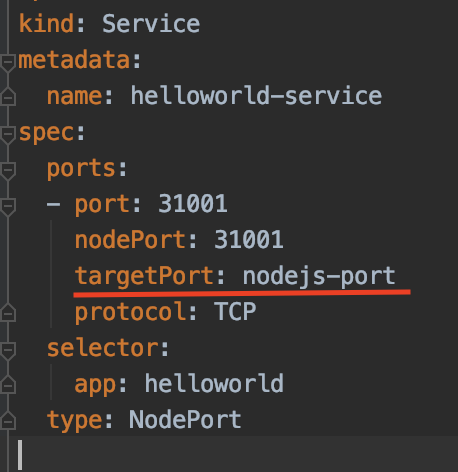 kind: Service
metadata:
  name: helloworld-service
spec:
  ports:
  - port: 31001
    nodePort: 31001
    targetPort: nodejs-port
    protocol: TCP
  selector:
    app: helloworld
  type: NodePort